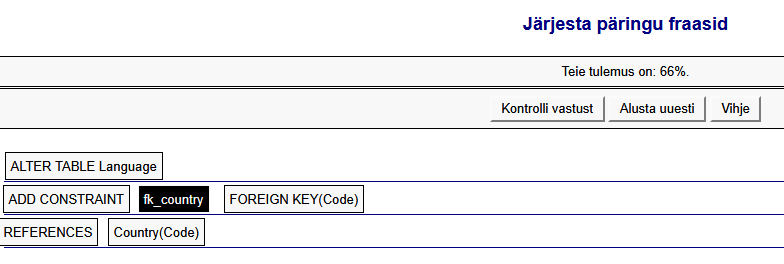 Järjesta päringu fraasid
Teie tulemus on: 66%.
Kontrolli vastust Alusta uuesti Vihje
ALTER TABLE Language
ADD CONSTRAINT fk_country FOREIGN KEY(Code)
REFERENCES Country(Code)